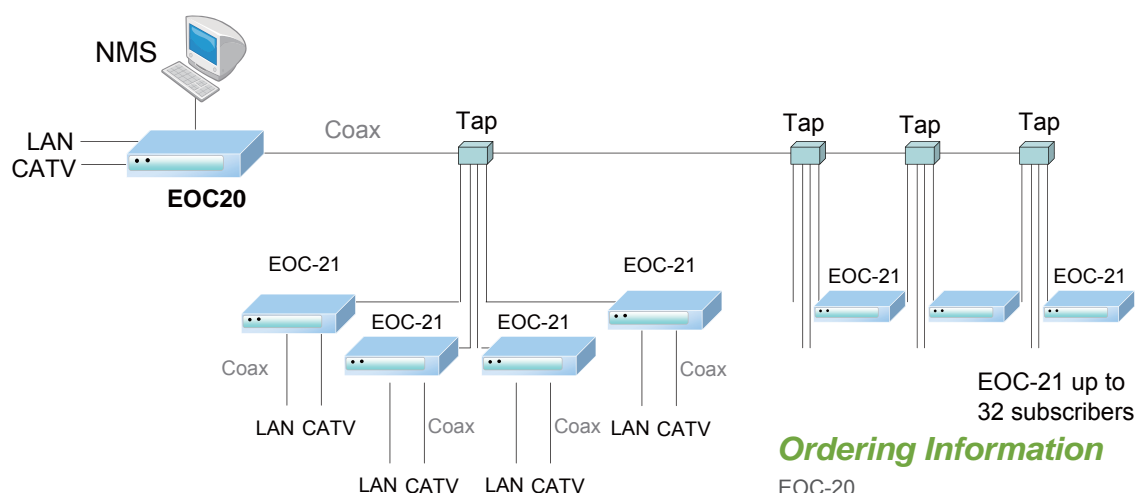 NMS
LAN
CATV
EOC20
Coax
Tap
Tap
Tap
Tap
EOC-21
EOC-21
EOC-21
EOC-21
EOC-21
EOC-21
Coax
Coax
Coax
Coax
LAN CATV
LAN CATV
LAN CATV
LAN CATV
EOC-21 up to
32 subscribers
Ordering Information
EOC-20